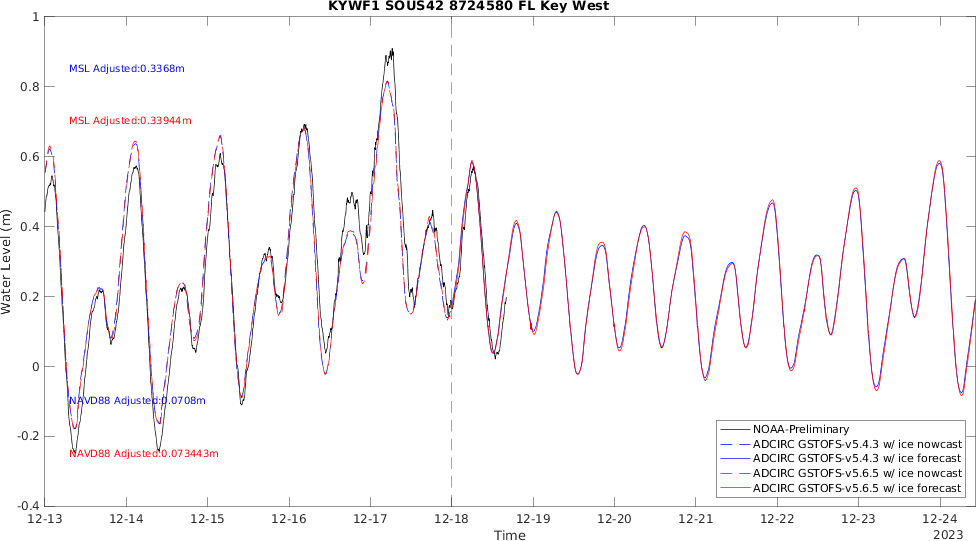 KYWF1 SOUS42 8724580 FL Key West
1
MSL Adjusted:0.3368m
0.8
MSL Adjusted:0.33944m
0.6
0.4
0.2
0
NAVD88 Adjusted:0.0708m
-0.2
NAVD88 Adjusted:0.073443m
-0.4
Water Level (m)
NOAA-Preliminary
ADCIRC GSTOFS-v5.4.3 w/ ice nowcast
ADCIRC GSTOFS-v5.4.3 w/ ice forecast
ADCIRC GSTOFS-v5.6.5 w/ ice nowcast
ADCIRC GSTOFS-v5.6.5 w/ ice forecast
12-13 12-14 12-15 12-16 12-17 12-18 12-19 12-20 12-21 12-22 12-23 12-24
Time
2023